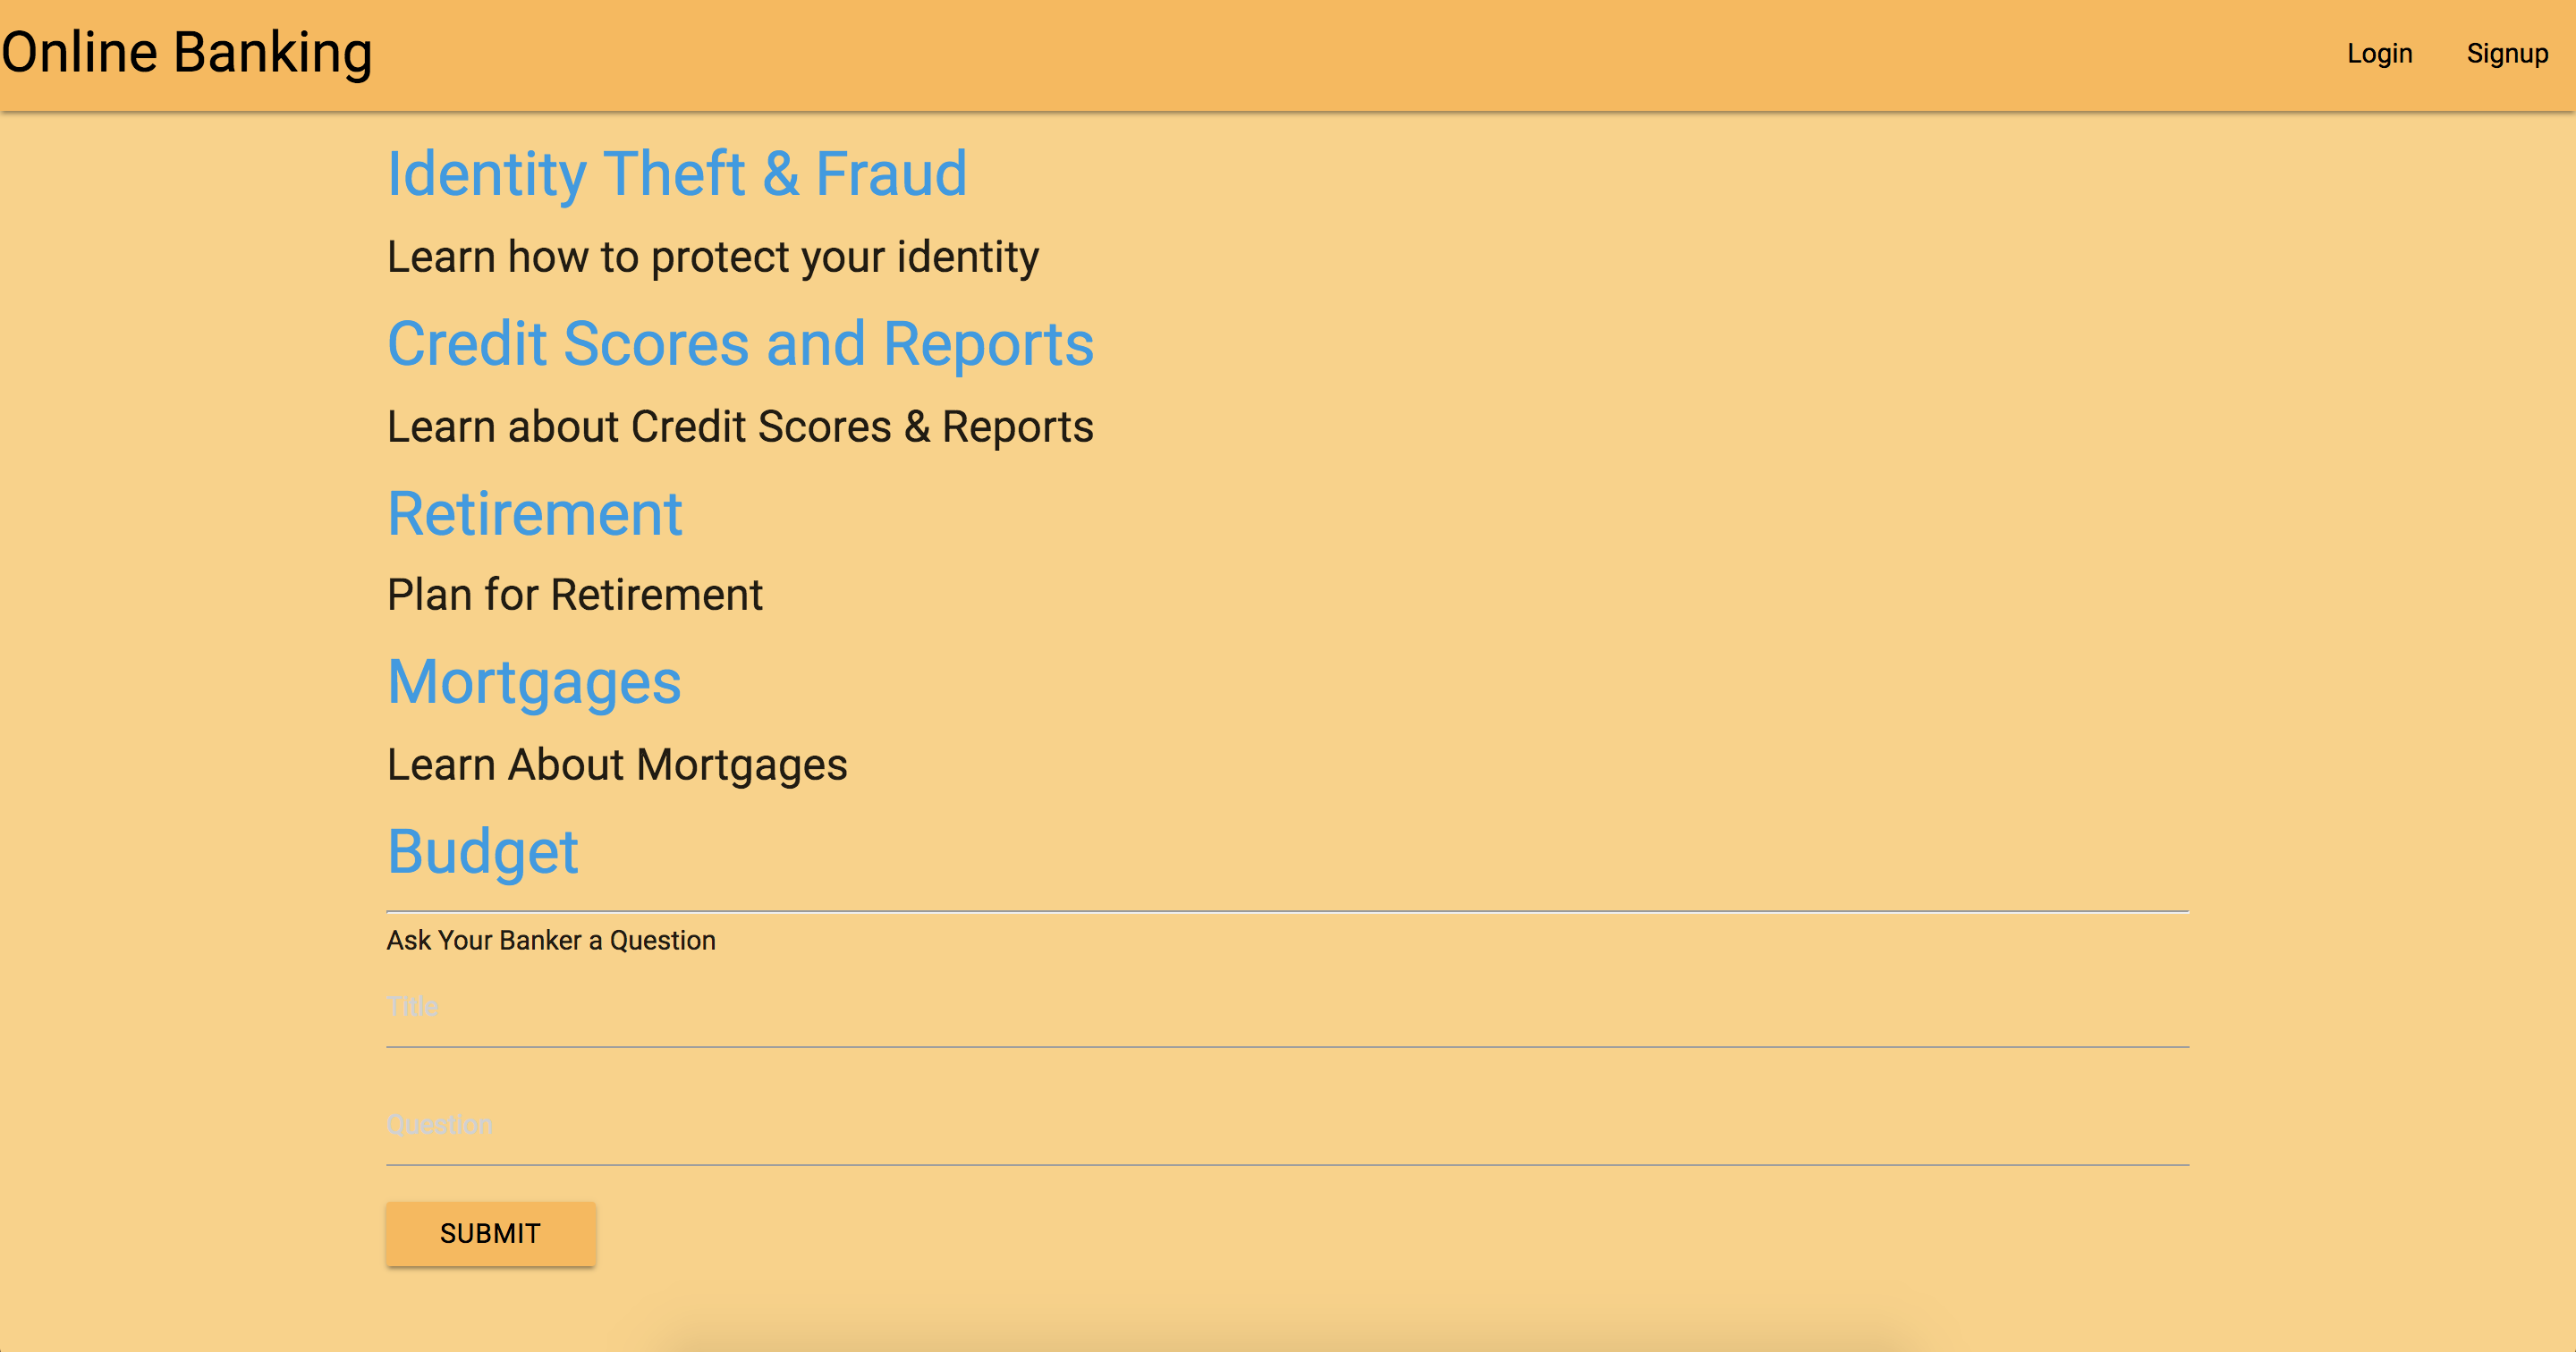 Online Banking
Login
Signup
Identity Theft & Fraud
Learn how to protect your identity
Credit Scores and Reports
Learn about Credit Scores & Reports
Retirement
Plan for Retirement
Mortgages
Learn About Mortgages
Budget
Ask Your Banker a Question
Title
Question
SUBMIT